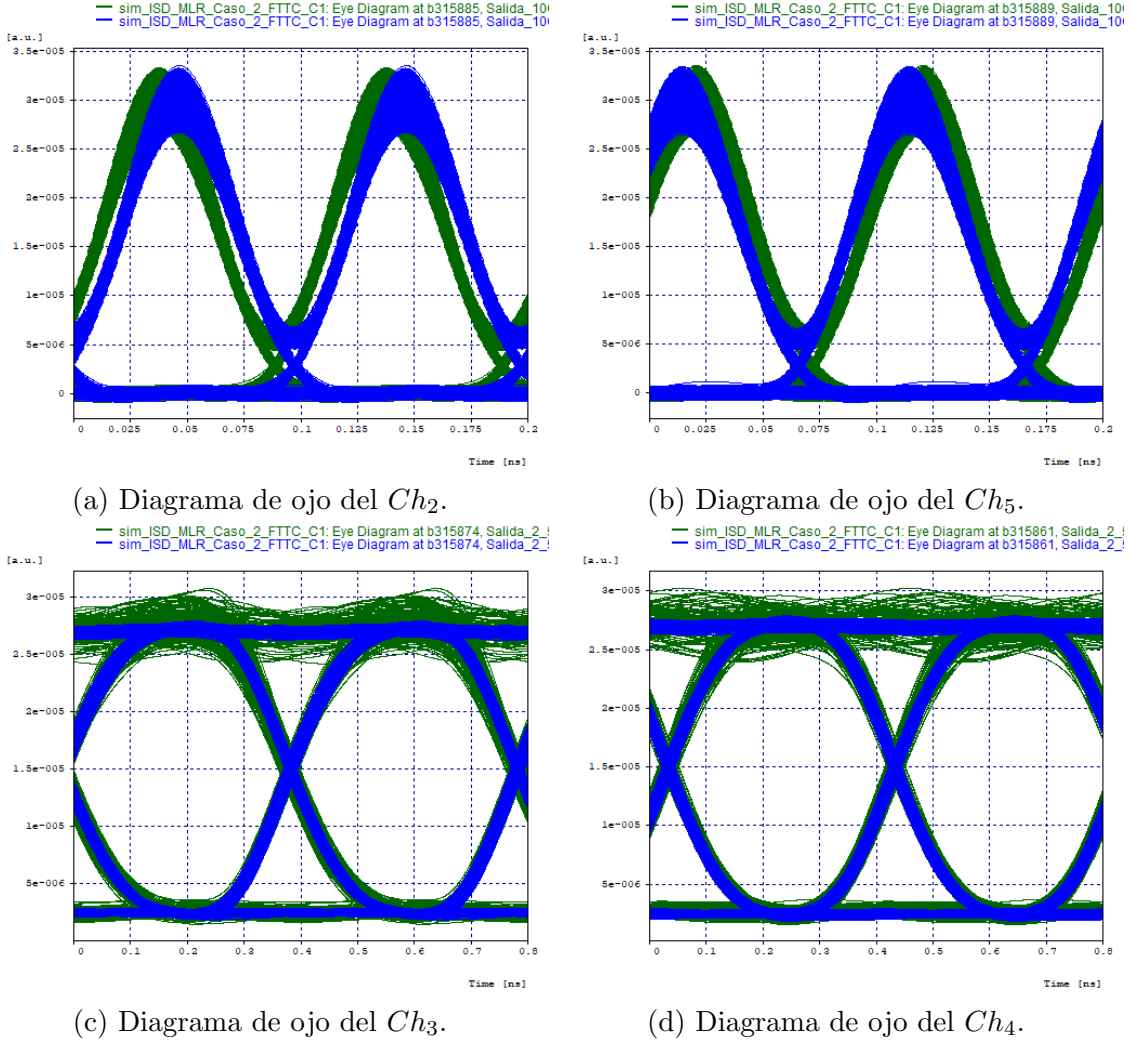 sim_ISD_MLR_Caso_2_FTTC_C1: Eye Diagram at b315885, Salida_10
sim_ISD_MLR_Caso_2_FTTC_C1: Eye Diagram at b315885, Salida_10
[a.u.]
3.5e-005
3e-005
2.5e-005
2e-005
1.5e-005
1e-005
5e-006
0
0 0.025 0.05 0.075 0.1 0.125 0.15 0.175 0.2
Time [ns]
(a) Diagrama de ojo del Ch₂.
sim_ISD_MLR_Caso_2_FTTC_C1: Eye Diagram at b315889, Salida_10
sim_ISD_MLR_Caso_2_FTTC_C1: Eye Diagram at b315889, Salida_10
[a.u.]
3.5e-005
3e-005
2.5e-005
2e-005
1.5e-005
1e-005
5e-006
0
0 0.025 0.05 0.075 0.1 0.125 0.15 0.175 0.2
Time [ns]
(b) Diagrama de ojo del Ch₅.
sim_ISD_MLR_Caso_2_FTTC_C1: Eye Diagram at b315874, Salida_2_5
sim_ISD_MLR_Caso_2_FTTC_C1: Eye Diagram at b315874, Salida_2_5
[a.u.]
3e-005
2.5e-005
2e-005
1.5e-005
1e-005
5e-006
0 0.1 0.2 0.3 0.4 0.5 0.6 0.7 0.8
Time [ns]
(c) Diagrama de ojo del Ch₃.
sim_ISD_MLR_Caso_2_FTTC_C1: Eye Diagram at b315861, Salida_2_5
sim_ISD_MLR_Caso_2_FTTC_C1: Eye Diagram at b315861, Salida_2_5
[a.u.]
3e-005
2.5e-005
2e-005
1.5e-005
1e-005
5e-006
0 0.1 0.2 0.3 0.4 0.5 0.6 0.7 0.8
Time [ns]
(d) Diagrama de ojo del Ch₄.